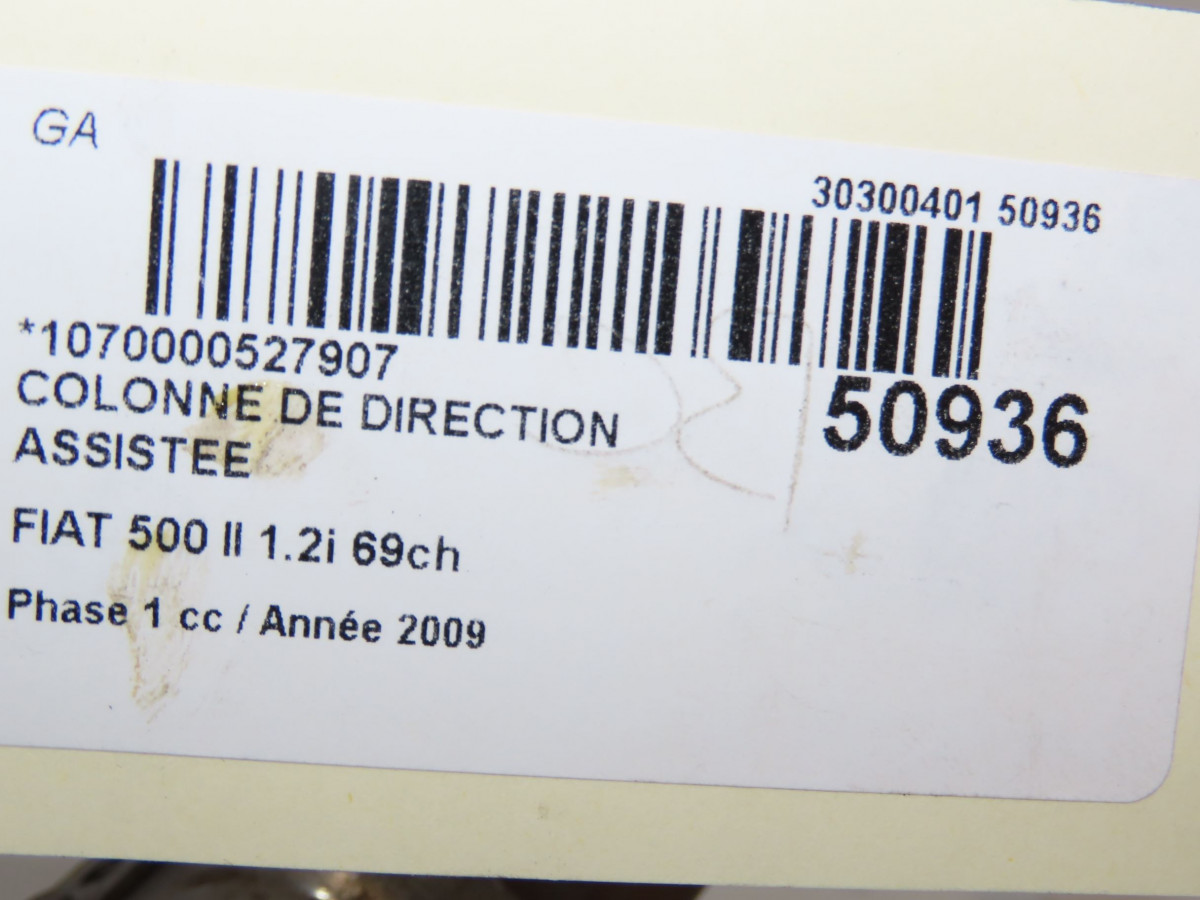 GA
30300401 50936
*1070000527907
COLONNE DE DIRECTION
ASSISTEE
50936
FIAT 500 II 1.2i 69ch
Phase 1 cc / Année 2009